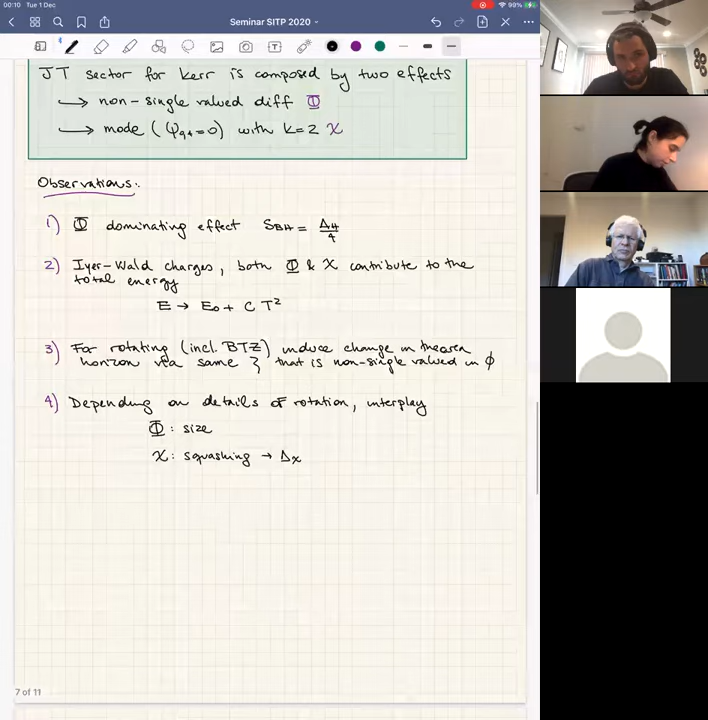 00:10 Tue 1 Dec
99%
Seminar SITP 2020
JT sector for Kerr is composed by two effects
→ non-single valued diff Φ
→ mode (Ψ₄=0) with k=2 χ
Observations:
1) Φ dominating effect S_BH = A_H/4
2) Iyer-Wald charges, both Φ & χ contribute to the
total energy
E → E₀ + C T²
3) For rotating (incl. BTZ) induce change in the area
horizon via same ξ that is non-single valued in φ
4) Depending on details of rotation, interplay
Φ: size
χ: squashing → Δχ
7 of 11